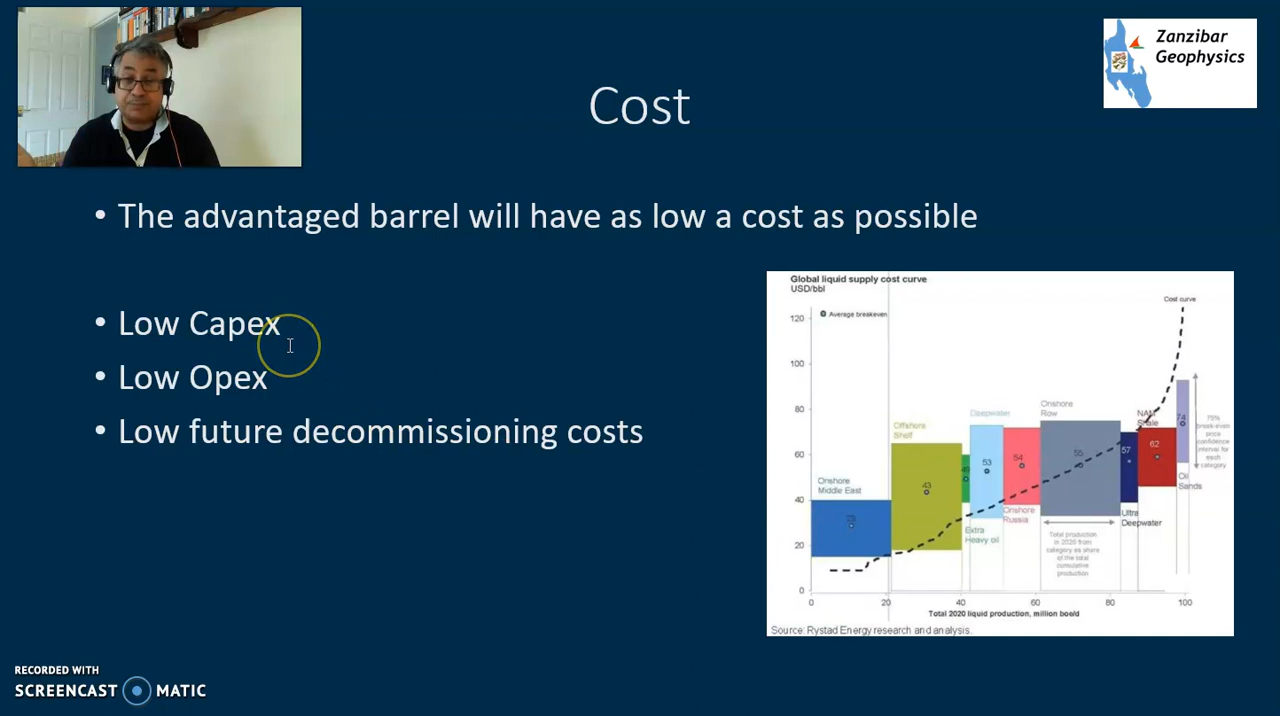 Zanzibar
Geophysics
Cost
• The advantaged barrel will have as low a cost as possible
• Low Capex
• Low Opex
• Low future decommissioning costs
Global liquid supply cost curve
USD/bbl
Cost curve
Average breakeven
120
100
80
60
40
20
0
Onshore
Middle East
Offshore
Shelf
43
Extra
Heavy oil
Deepwater
53
Onshore
Russia
54
Onshore
Row
55
Ultra
Deepwater
57
Shale
62
Oil
Sands
74
75%
confidence
interval for
each
category
Total production
in 2020 from
category as share
of the total
cumulative
production
0 20 40 60 80 100
Total 2020 liquid production, million boe/d
Source: Rystad Energy research and analysis.
RECORDED WITH
SCREENCAST MATIC